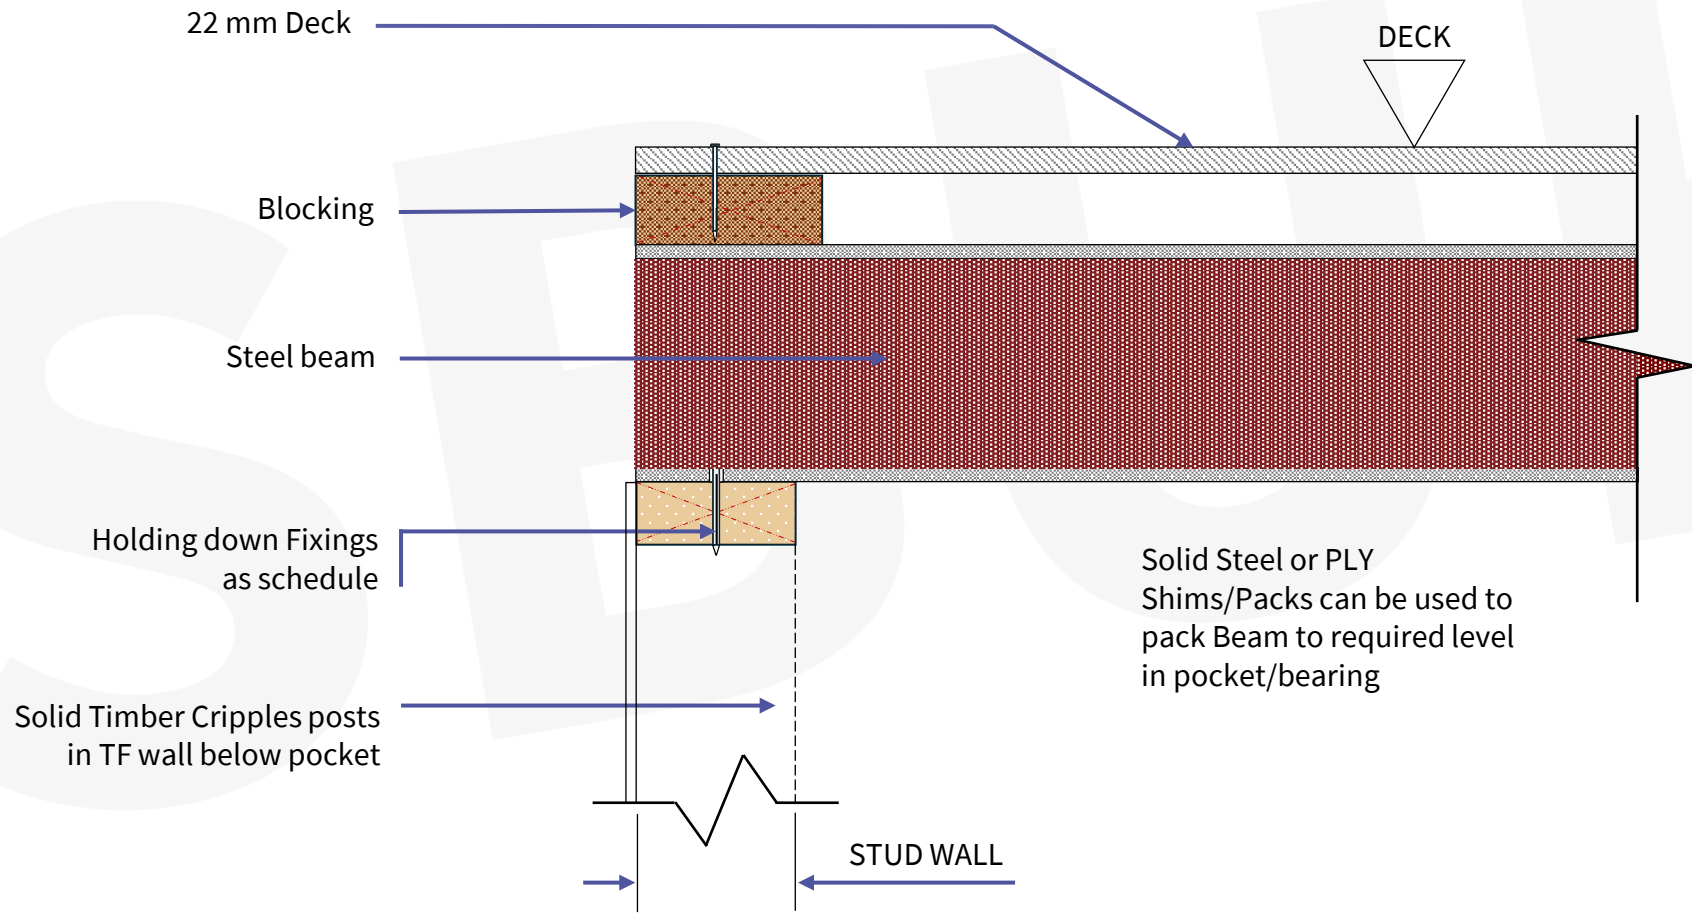 22 mm Deck
DECK
Blocking
Steel beam
Holding down Fixings
as schedule
Solid Steel or PLY
Shims/Packs can be used to
pack Beam to required level
in pocket/bearing
Solid Timber Cripples posts
in TF wall below pocket
STUD WALL